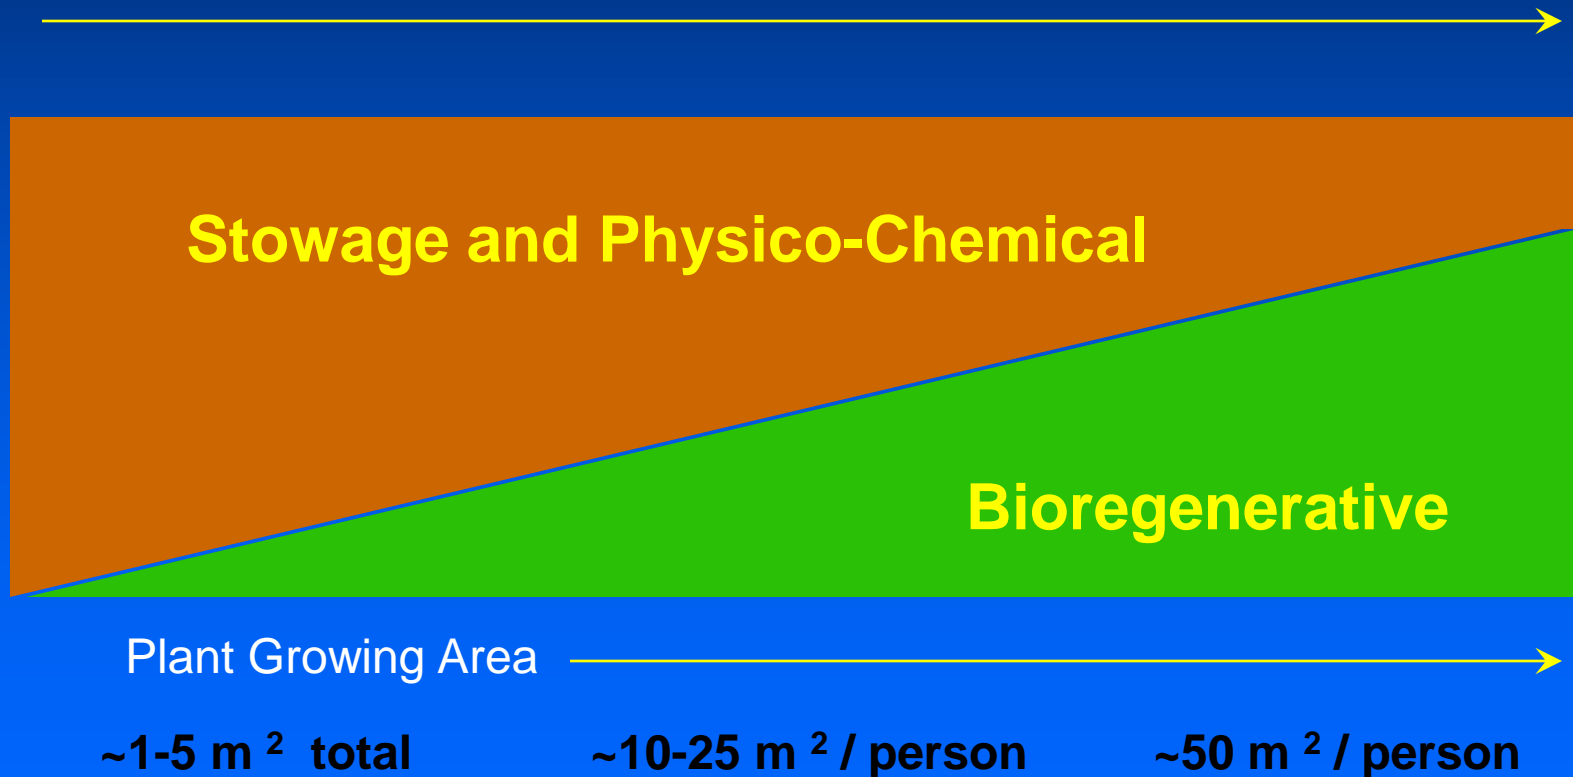 Stowage and Physico-Chemical
Bioregenerative
Plant Growing Area
~1-5 m ² total ~10-25 m ² / person ~50 m ² / person